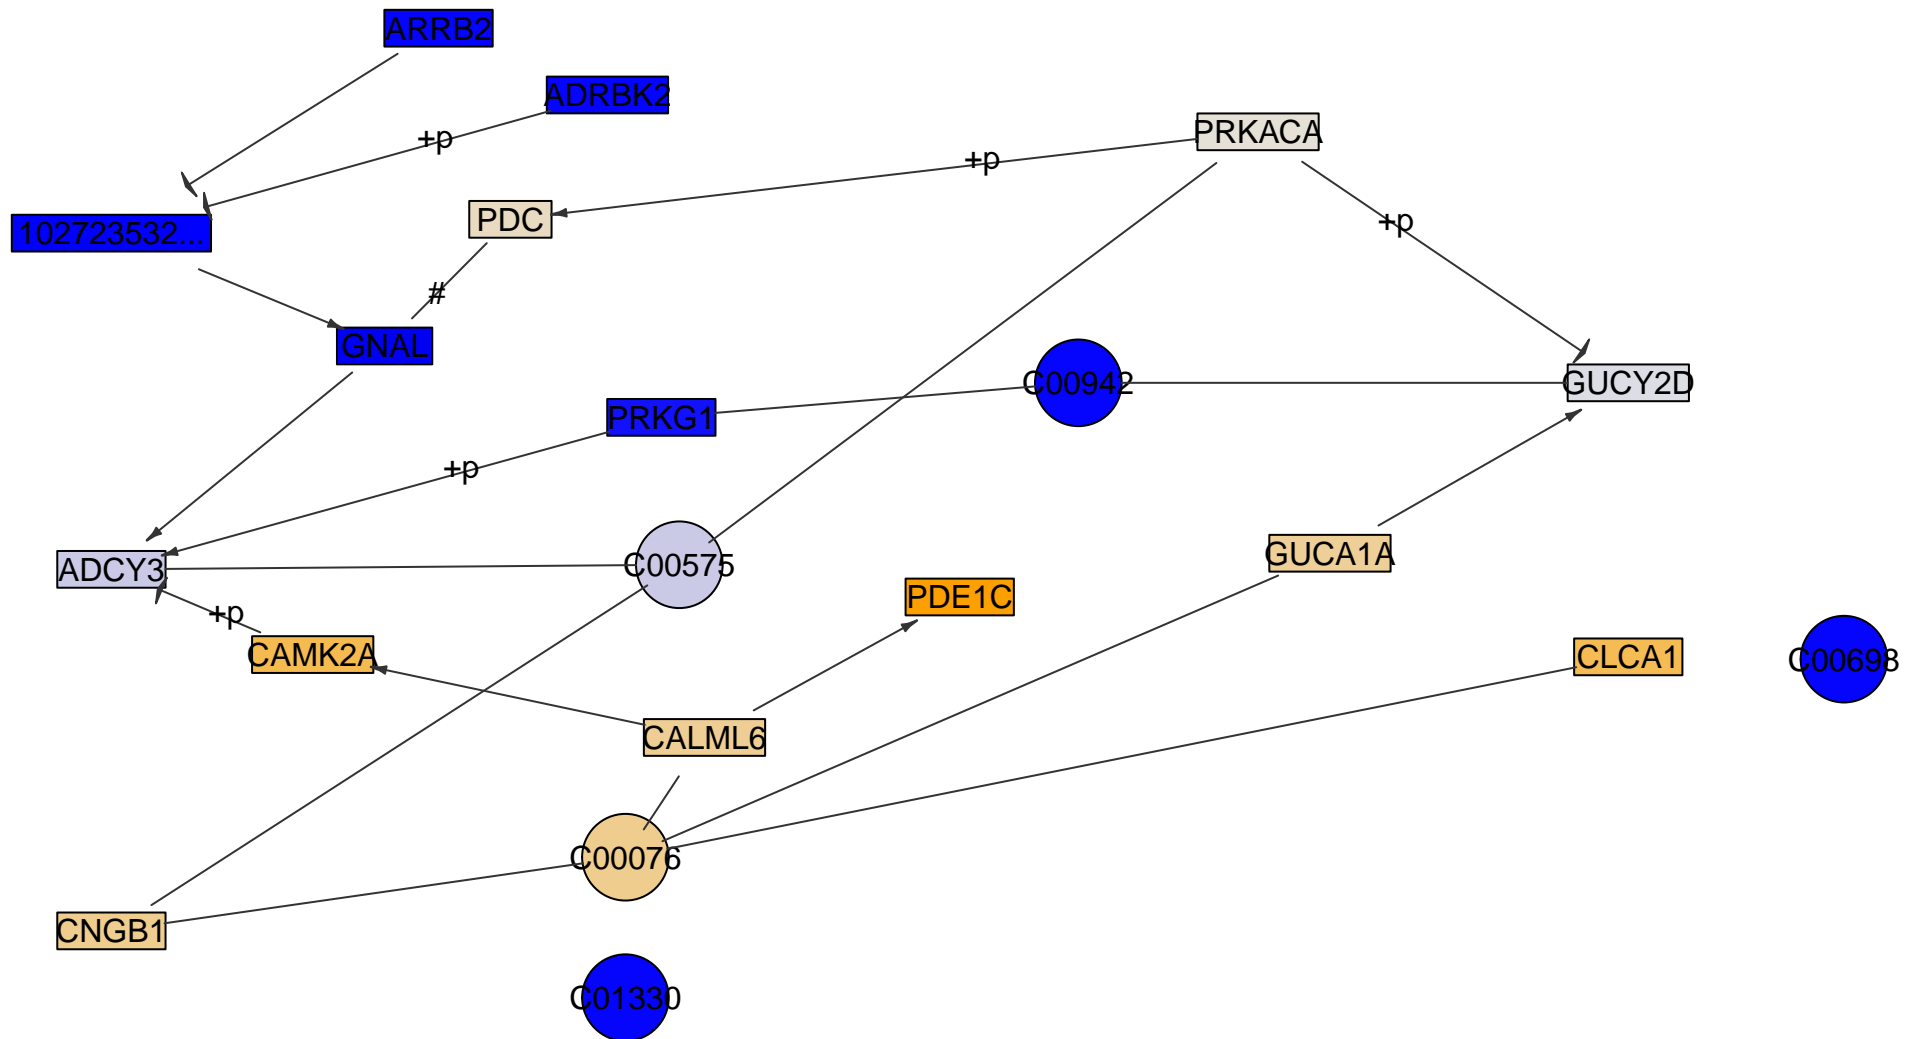 ARRB2
ADRBK2
PRKACA
+p
+p
PDC
+p
102723532...
#
GNAL
C00942
GUCY2D
PRKG1
+p
GUCA1A
C00575
ADCY3
PDE1C
+p
CAMK2A
CLCA1
C00698
CALML6
C00076
CNGB1
C01330